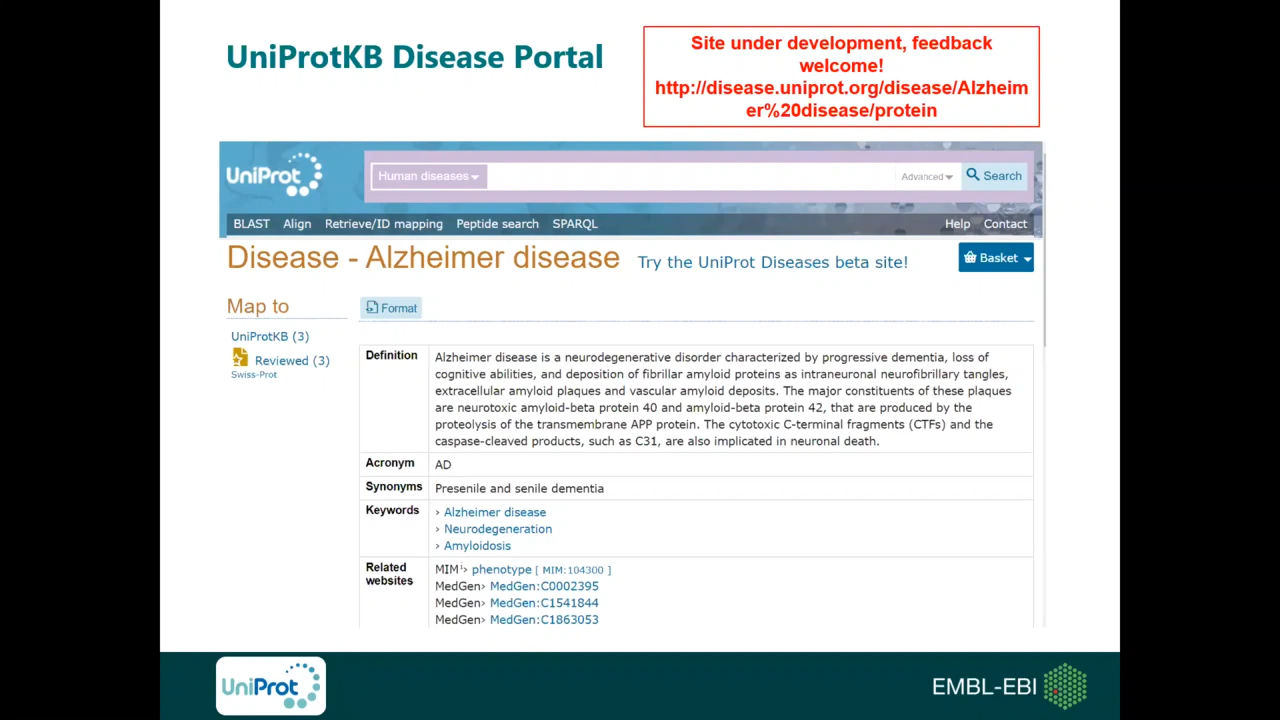 UniProtKB Disease Portal
Site under development, feedback
welcome!
http://disease.uniprot.org/disease/Alzheim
er%20disease/protein
UniProt
Human diseases
Advanced
Search
BLAST Align Retrieve/ID mapping Peptide search SPARQL
Help Contact
Disease - Alzheimer disease
Try the UniProt Diseases beta site!
Basket
Map to
UniProtKB (3)
Reviewed (3)
Swiss-Prot
Format
Definition
Alzheimer disease is a neurodegenerative disorder characterized by progressive dementia, loss of
cognitive abilities, and deposition of fibrillar amyloid proteins as intraneuronal neurofibrillary tangles,
extracellular amyloid plaques and vascular amyloid deposits. The major constituents of these plaques
are neurotoxic amyloid-beta protein 40 and amyloid-beta protein 42, that are produced by the
proteolysis of the transmembrane APP protein. The cytotoxic C-terminal fragments (CTFs) and the
caspase-cleaved products, such as C31, are also implicated in neuronal death.
Acronym
AD
Synonyms
Presenile and senile dementia
Keywords
› Alzheimer disease
› Neurodegeneration
› Amyloidosis
Related
websites
MIMⁱ› phenotype [ MIM:104300 ]
MedGen› MedGen:C0002395
MedGen› MedGen:C1541844
MedGen› MedGen:C1863053
UniProt
EMBL-EBI